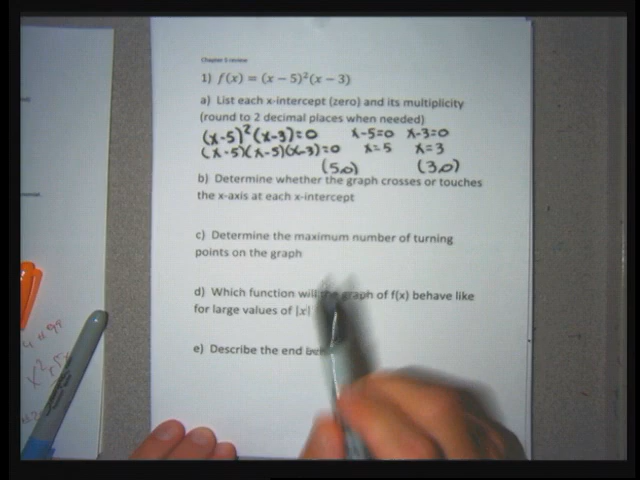 Chapter 3 review
1) f(x) = (x − 5)²(x − 3)
a) List each x-intercept (zero) and its multiplicity
(round to 2 decimal places when needed)
(x-5)²(x-3)=0 x-5=0 x-3=0
(x-5)(x-5)(x-3)=0 x=5 x=3
(5,0) (3,0)
b) Determine whether the graph crosses or touches
the x-axis at each x-intercept
c) Determine the maximum number of turning
points on the graph
d) Which function will the graph of f(x) behave like
for large values of |x|
e) Describe the end